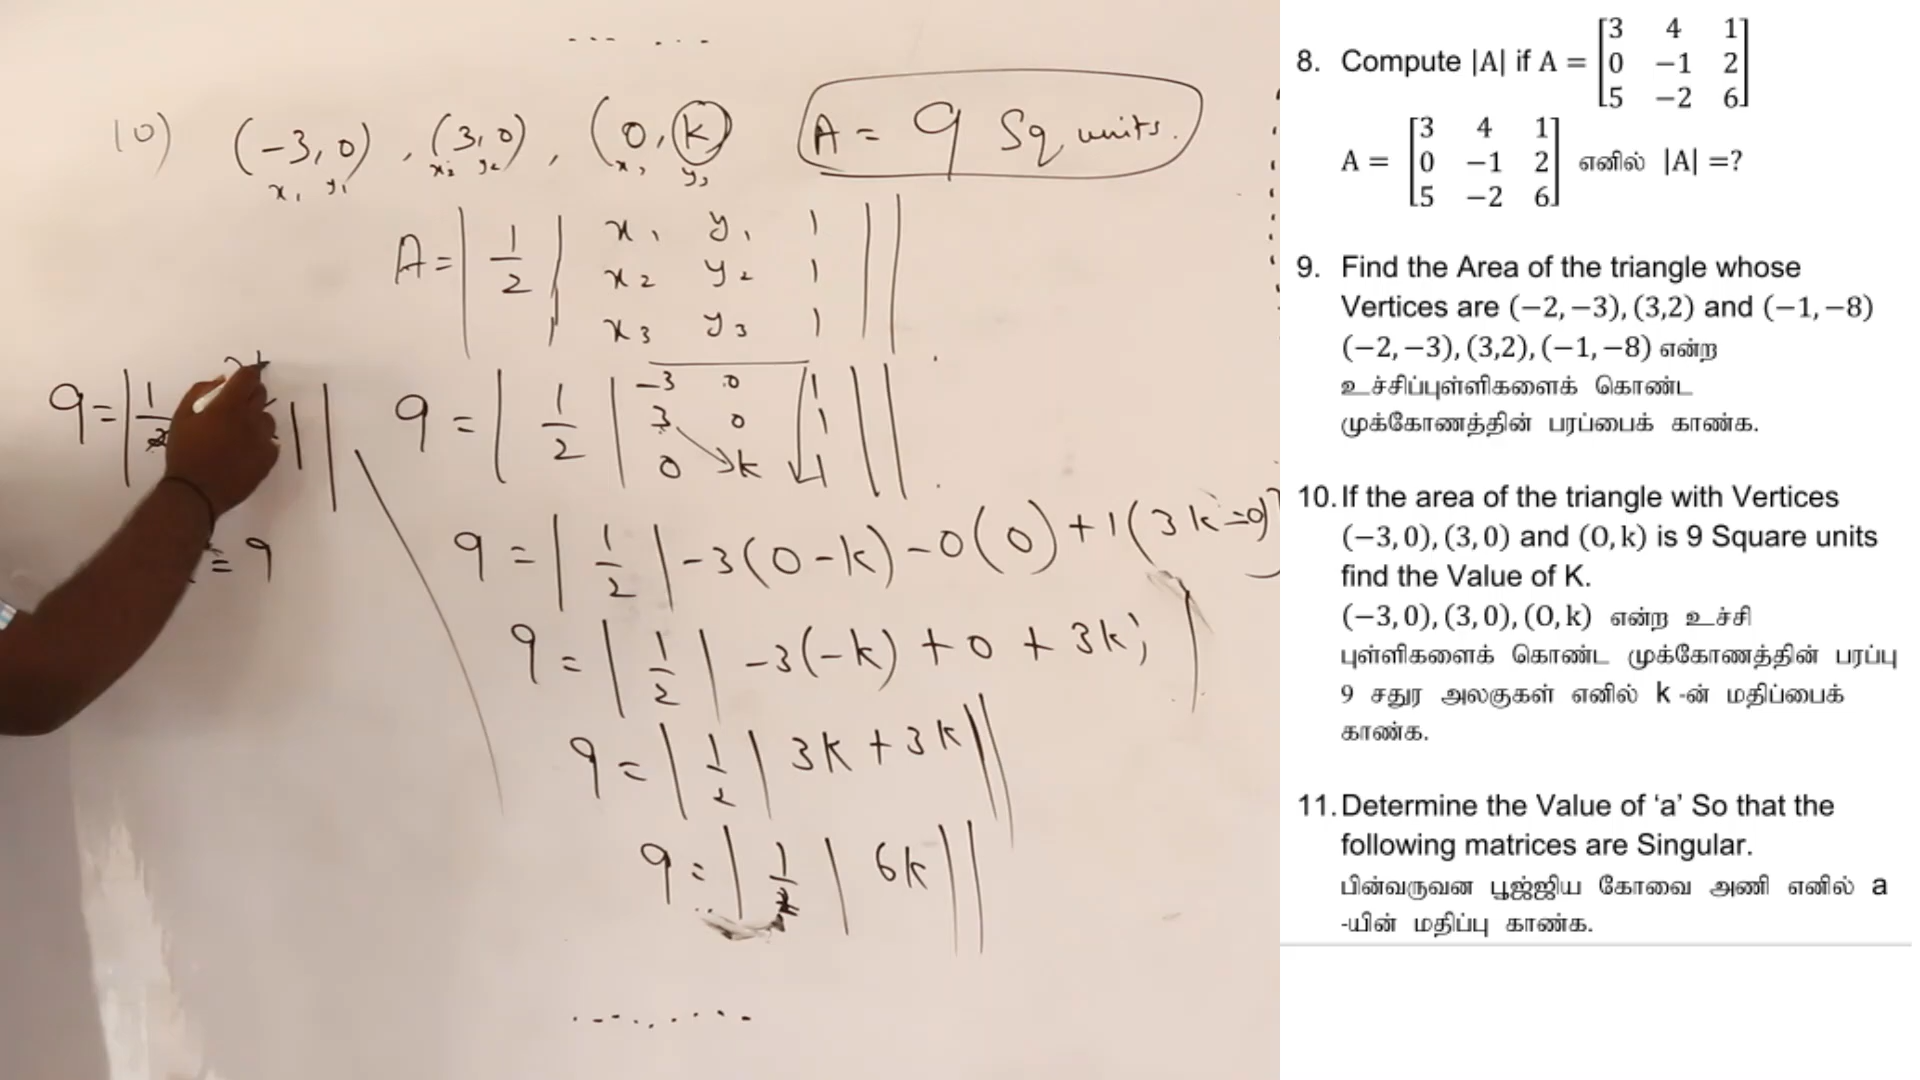 10) (-3, 0), (3, 0), (0, k) A = 9 Sq units.
x₁ y₁ x₂ y₂ x₃ y₃
A = | 1/2 | x₁ y₁ 1 | |
x₂ y₂ 1
x₃ y₃ 1
9 = | 1/2 | -3 0 1 | |
3 0 1
0 k 1
9 = | 1/2 | -3(0-k) -0(0) +1(3k-0)
9 = | 1/2 | -3(-k) + 0 + 3k |
9 = | 1/2 | 3k + 3k | |
9 = | 1/2 | 6k | |
9 = | 1/2
= 9
8. Compute |A| if A = [3 4 1
0 −1 2
5 −2 6]
A = [3 4 1
0 −1 2
5 −2 6] எனில் |A| =?
9. Find the Area of the triangle whose
Vertices are (−2, −3), (3,2) and (−1, −8)
(−2, −3), (3,2), (−1, −8) என்ற
உச்சிப்புள்ளிகளைக் கொண்ட
முக்கோணத்தின் பரப்பைக் காண்க.
10. If the area of the triangle with Vertices
(−3, 0), (3, 0) and (O, k) is 9 Square units
find the Value of K.
(−3, 0), (3, 0), (O, k) என்ற உச்சி
புள்ளிகளைக் கொண்ட முக்கோணத்தின் பரப்பு
9 சதுர அலகுகள் எனில் k -ன் மதிப்பைக்
காண்க.
11. Determine the Value of ‘a’ So that the
following matrices are Singular.
பின்வருவன பூஜ்ஜிய கோவை அணி எனில் a
-யின் மதிப்பு காண்க.